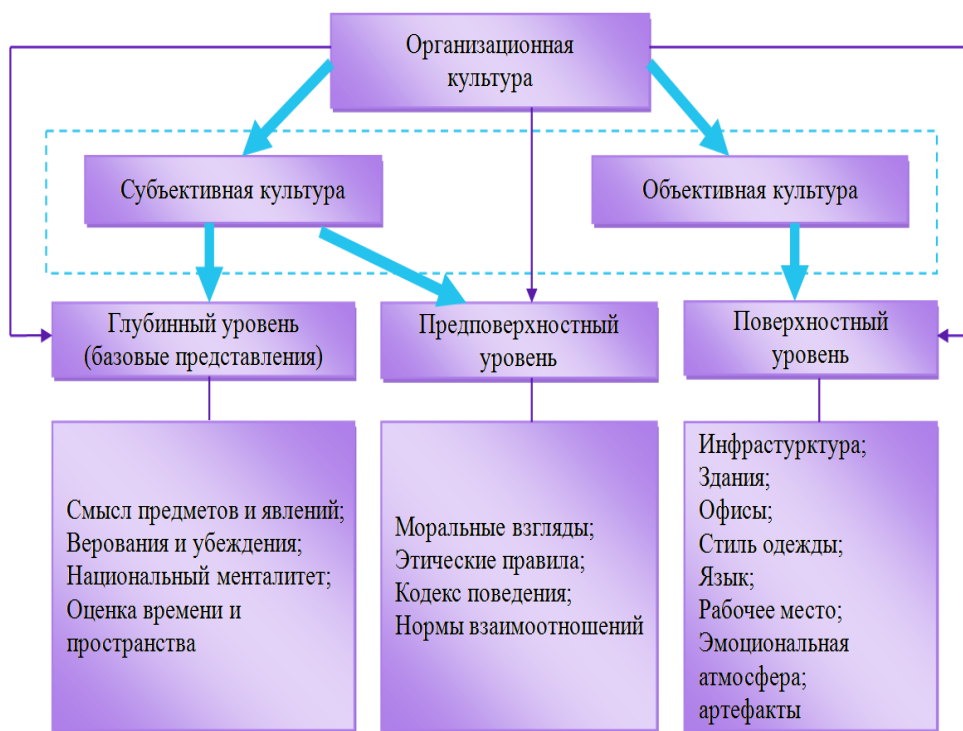 Организационная
культура
Субъективная культура
Объективная культура
Глубинный уровень
(базовые представления)
Предповерхностный
уровень
Поверхностный
уровень
Смысл предметов и явлений;
Верования и убеждения;
Национальный менталитет;
Оценка времени и
пространства
Моральные взгляды;
Этические правила;
Кодекс поведения;
Нормы взаимоотношений
Инфрастурктура;
Здания;
Офисы;
Стиль одежды;
Язык;
Рабочее место;
Эмоциональная
атмосфера;
артефакты